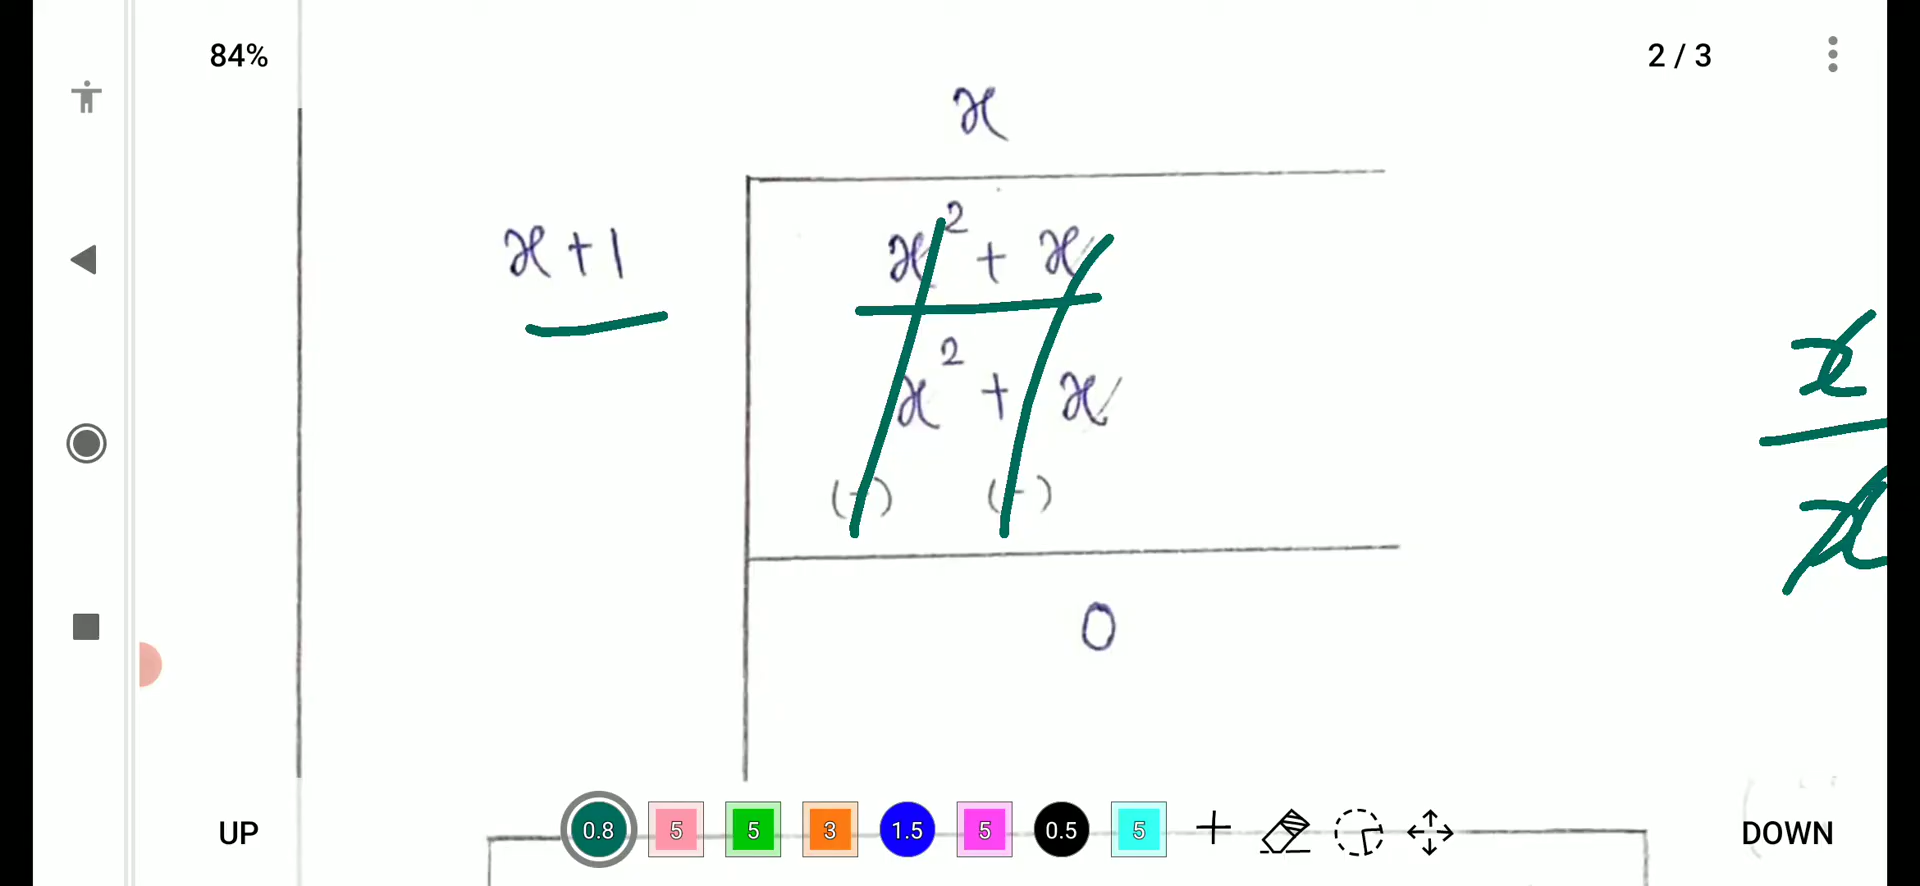 84%
2 / 3
x
x + 1
x² + x
x² + x
(-) (-)
0
x
x
UP
0.8 5 5 3 1.5 5 0.5 5
DOWN